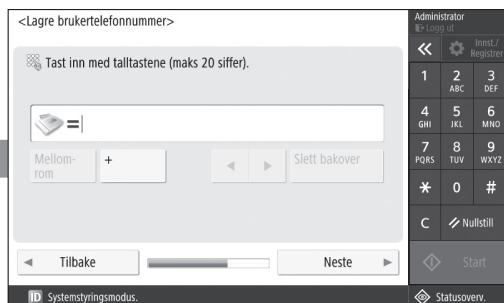 <Lagre brukertelefonnummer>
Tast inn med talltastene (maks 20 siffer).
=
Mellom-
rom
+
Slett bakover
Tilbake
Neste
ID Systemstyringsmodus.
Administrator
Logg ut
Innst./
Registrer
1
2
ABC
3
DEF
4
GHI
5
JKL
6
MNO
7
PQRS
8
TUV
9
WXYZ
*
0
#
C
Nullstill
Start
Statusoverv.